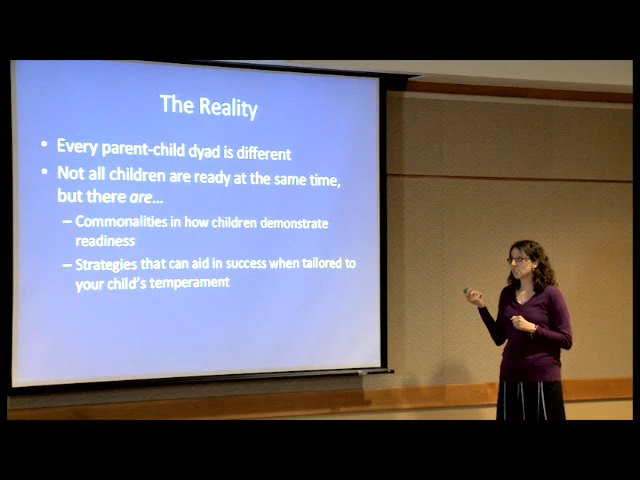 The Reality
• Every parent-child dyad is different
• Not all children are ready at the same time,
but there are...
– Commonalities in how children demonstrate
readiness
– Strategies that can aid in success when tailored to
your child's temperament